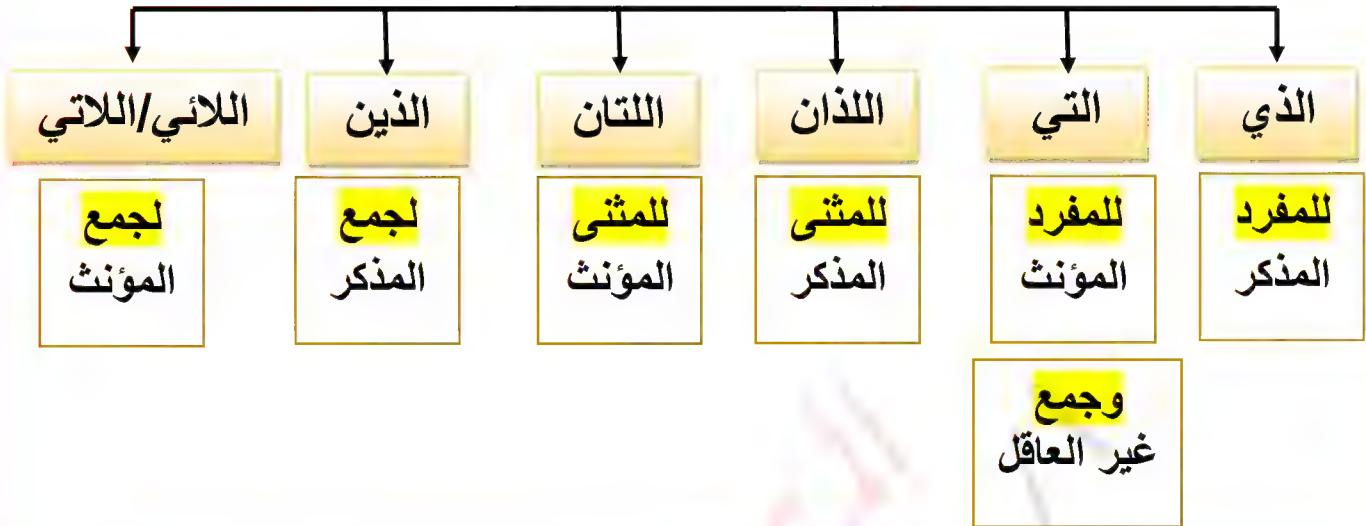 الذي
التي
اللذان
اللتان
الذين
اللائي/اللاتي
للمفرد
المذكر
للمفرد
المؤنث
للمثنى
المذكر
للمثنى
المؤنث
لجمع
المذكر
لجمع
المؤنث
وجمع
غير العاقل